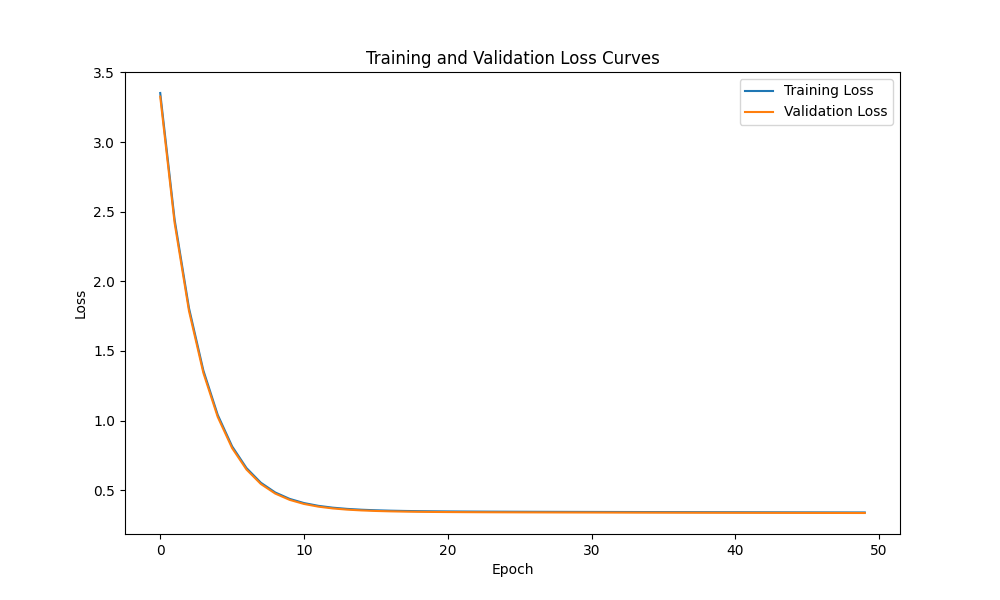 Training and Validation Loss Curves
3.5
3.0
2.5
2.0
1.5
1.0
0.5
Loss
Training Loss
Validation Loss
0 10 20 30 40 50
Epoch